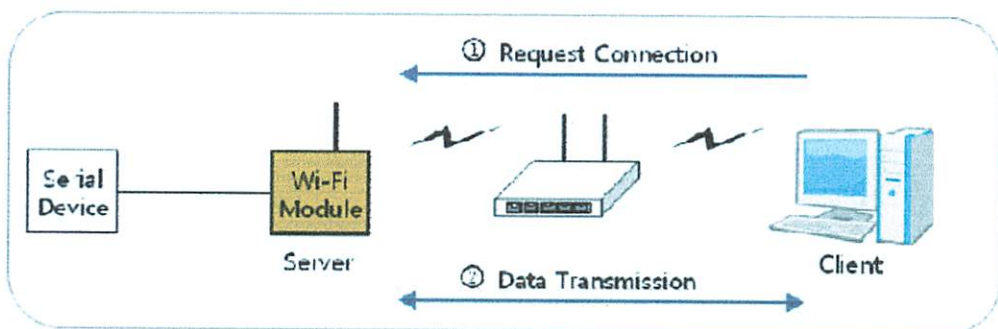 ① Request Connection
Serial
Device
Wi-Fi
Module
Server
Client
② Data Transmission